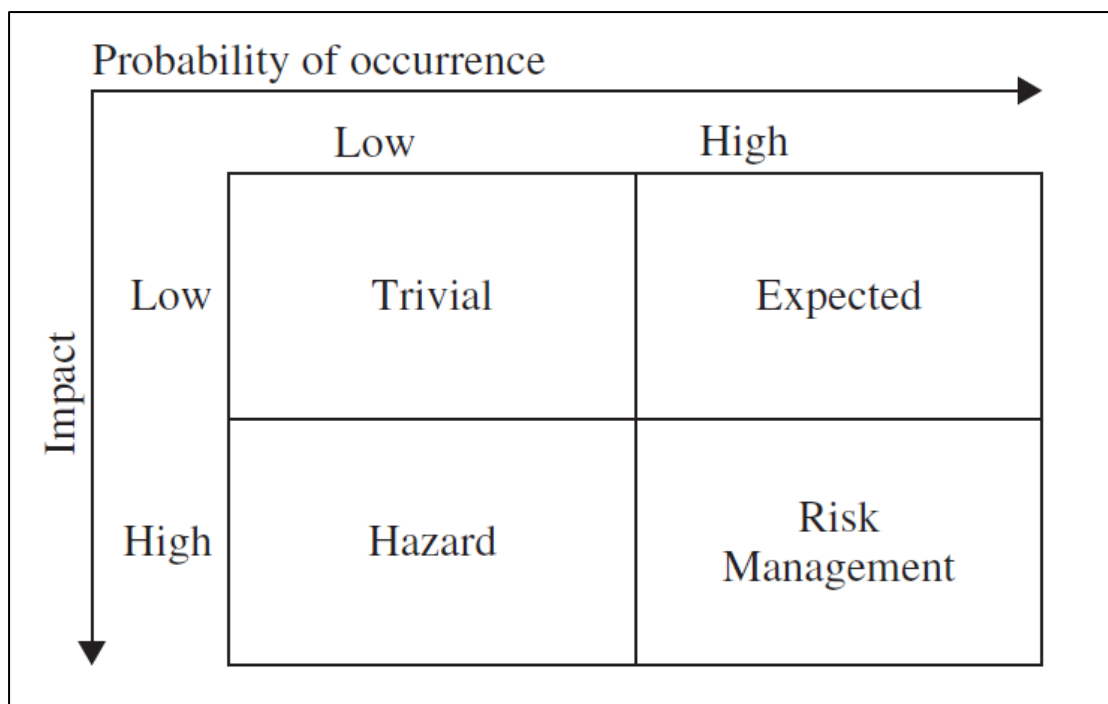 Probability of occurrence
Low High
Impact
Low Trivial Expected
High Hazard Risk
Management